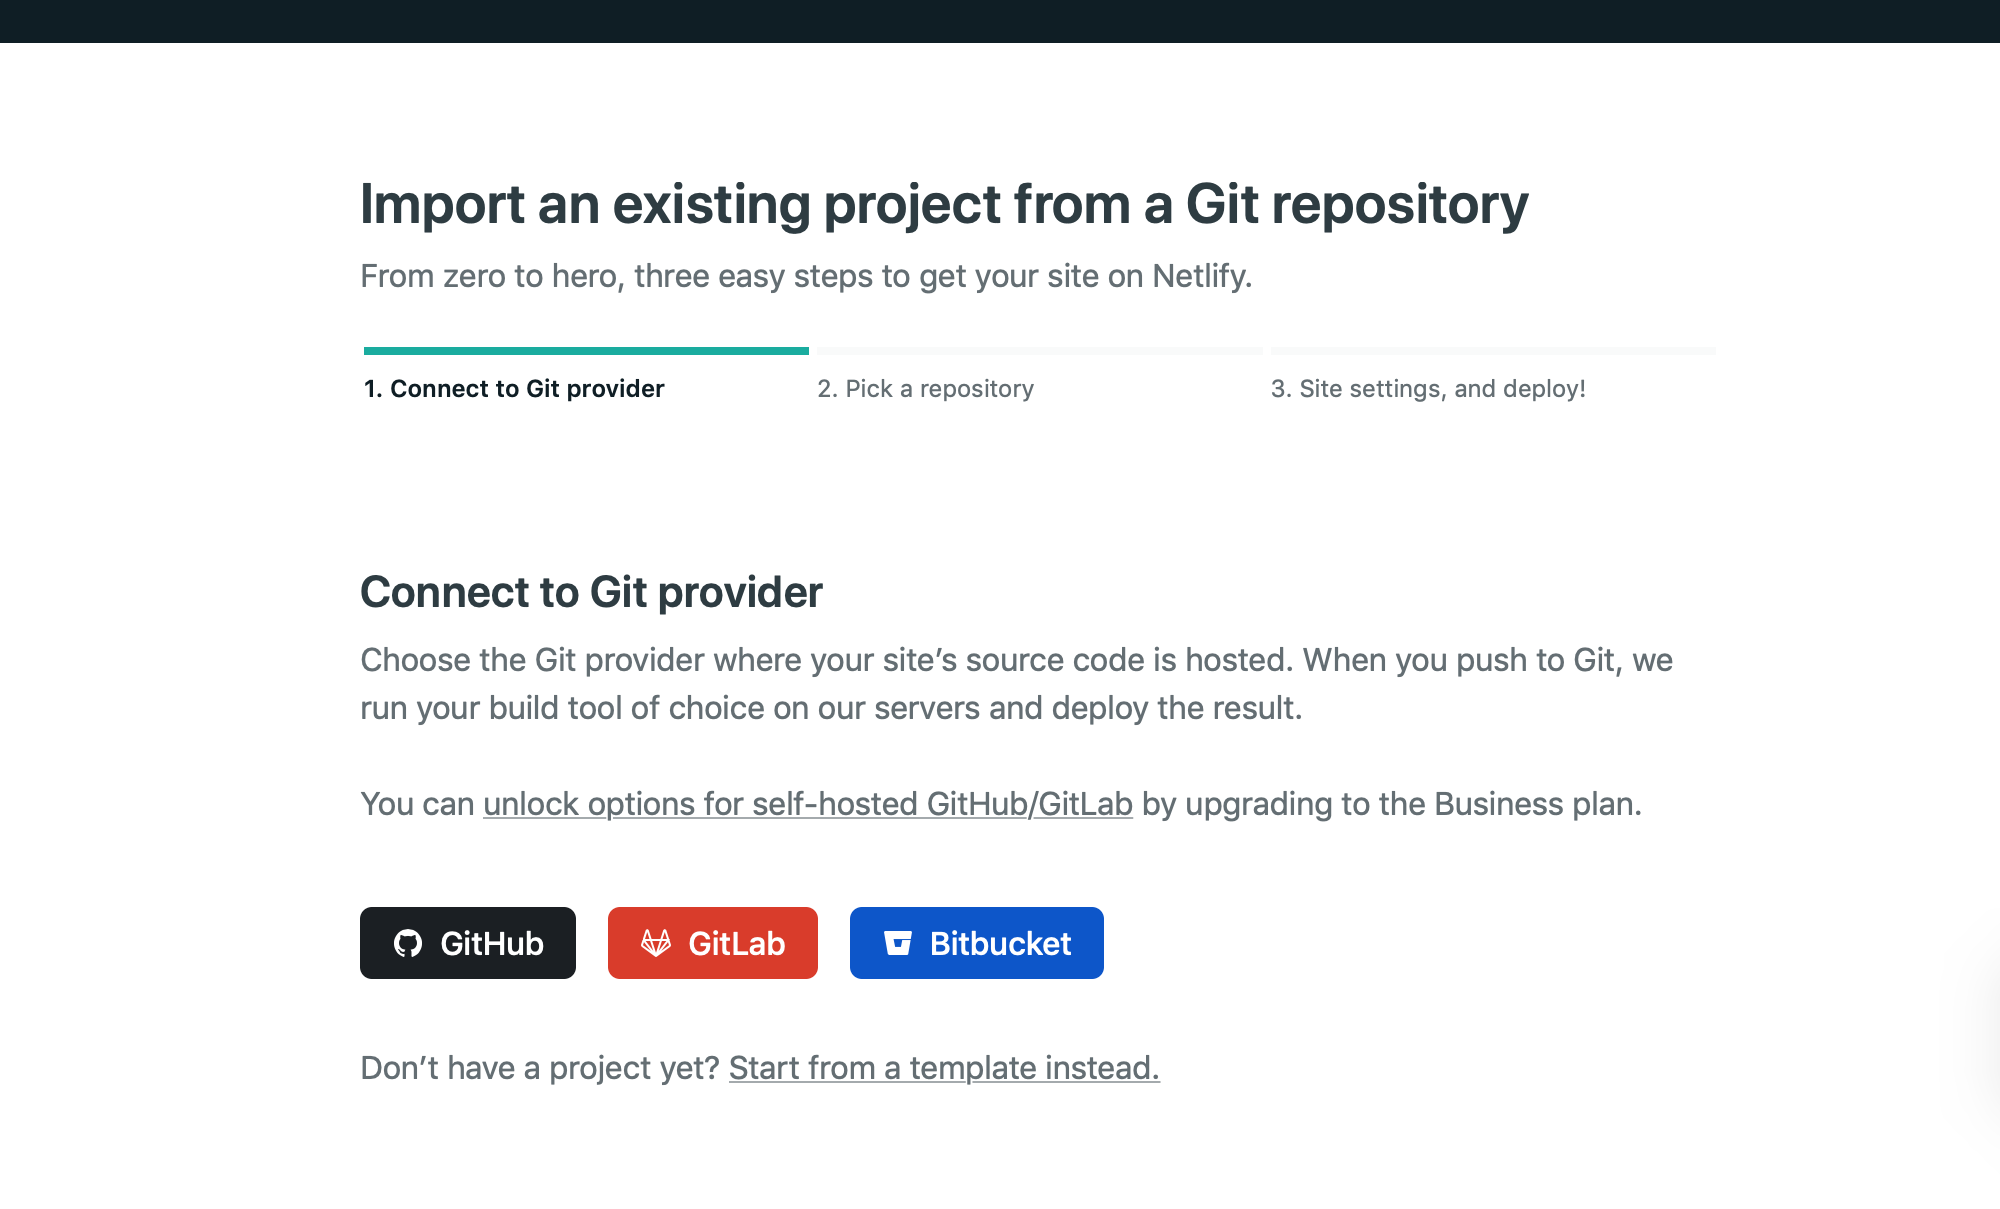 Import an existing project from a Git repository
From zero to hero, three easy steps to get your site on Netlify.
1. Connect to Git provider
2. Pick a repository
3. Site settings, and deploy!
Connect to Git provider
Choose the Git provider where your site’s source code is hosted. When you push to Git, we
run your build tool of choice on our servers and deploy the result.
You can unlock options for self-hosted GitHub/GitLab by upgrading to the Business plan.
GitHub
GitLab
Bitbucket
Don’t have a project yet? Start from a template instead.